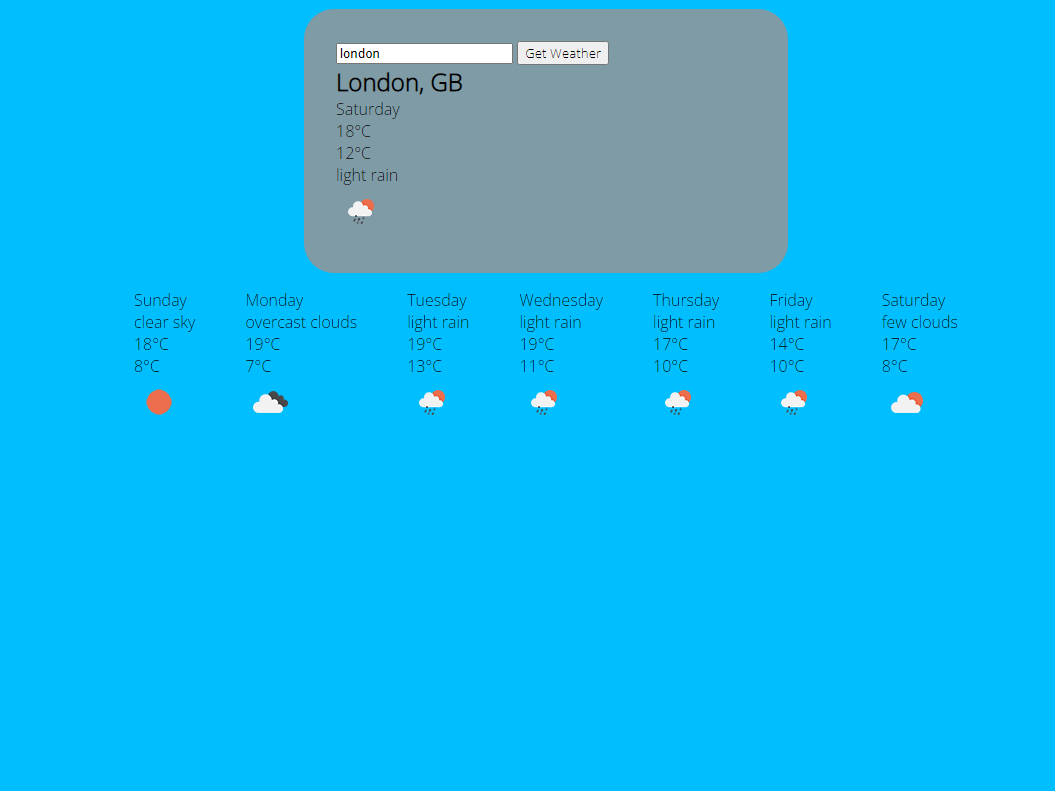 london Get Weather
London, GB
Saturday
18°C
12°C
light rain
Sunday
clear sky
18°C
8°C
Monday
overcast clouds
19°C
7°C
Tuesday
light rain
19°C
13°C
Wednesday
light rain
19°C
11°C
Thursday
light rain
17°C
10°C
Friday
light rain
14°C
10°C
Saturday
few clouds
17°C
8°C